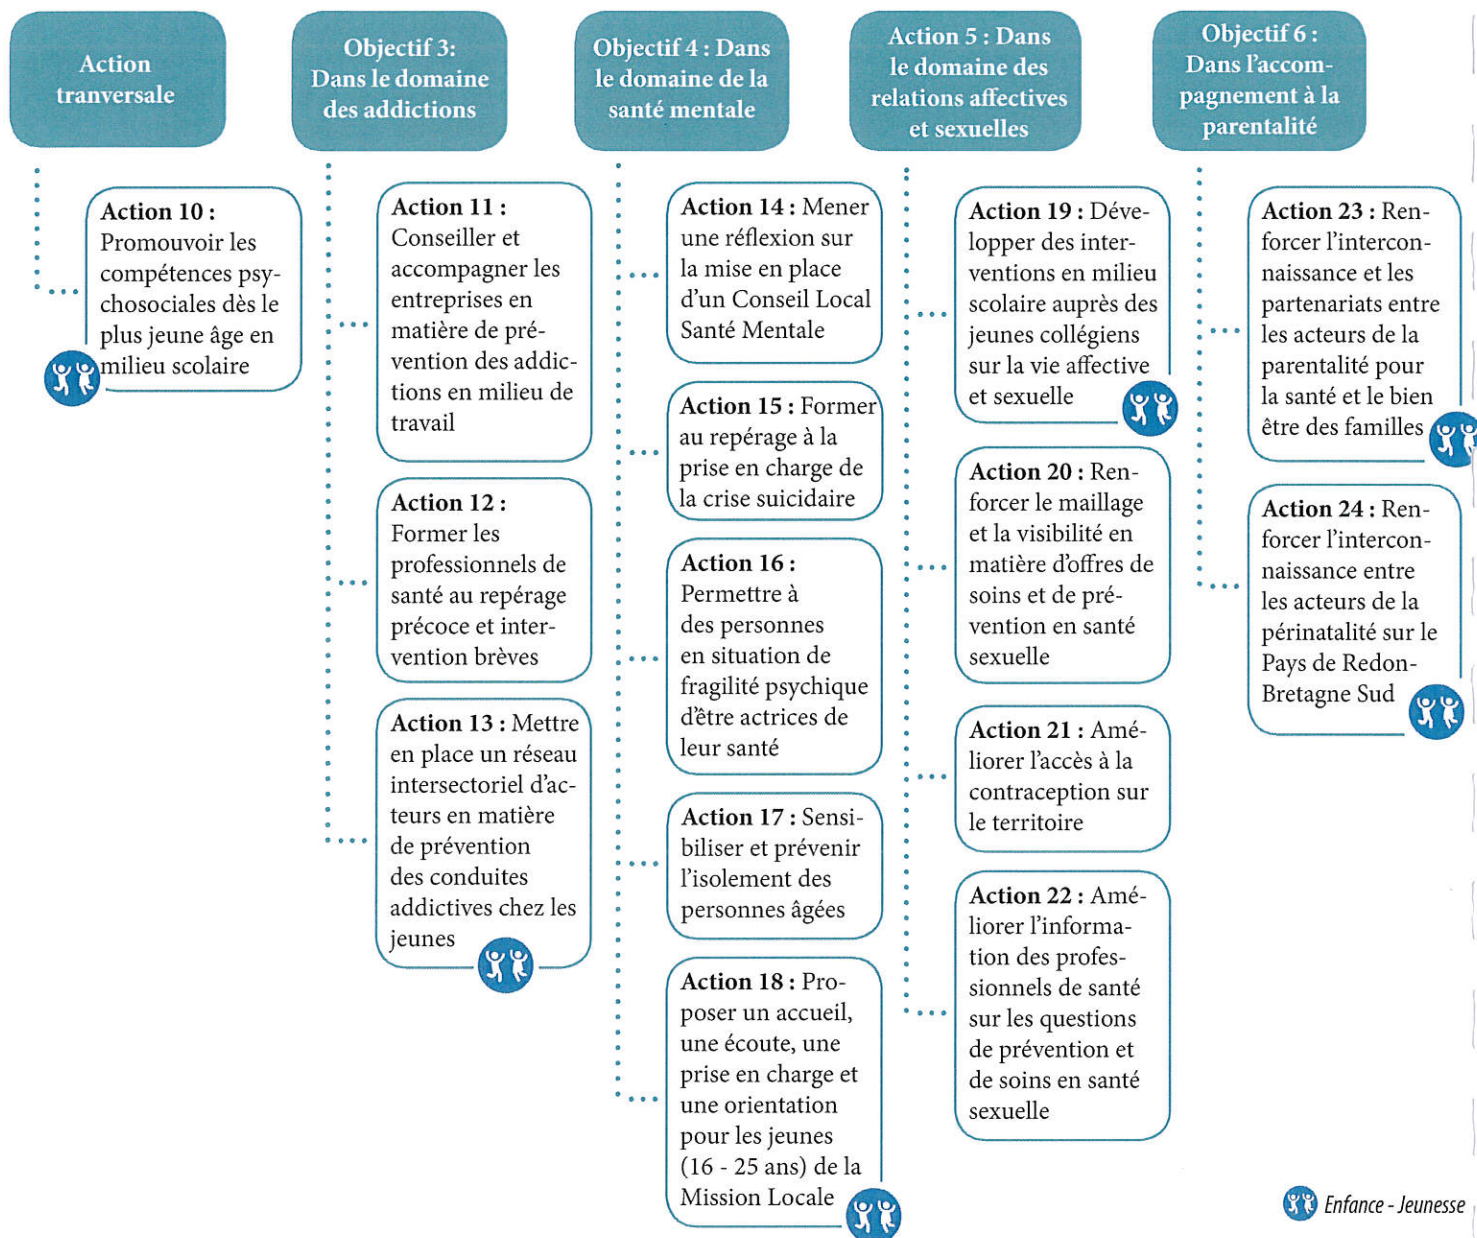 Action
tranversale
Action 10 :
Promouvoir les
compétences psy-
chosociales dès le
plus jeune âge en
milieu scolaire
Objectif 3:
Dans le domaine
des addictions
Action 11 :
Conseiller et
accompagner les
entreprises en
matière de pré-
vention des addic-
tions en milieu de
travail
Action 12 :
Former les
professionnels de
santé au repérage
précoce et inter-
vention brèves
Action 13 : Mettre
en place un réseau
intersectoriel d'ac-
teurs en matière
de prévention
des conduites
addictives chez les
jeunes
Objectif 4 : Dans
le domaine de la
santé mentale
Action 14 : Mener
une réflexion sur
la mise en place
d'un Conseil Local
Santé Mentale
Action 15 : Former
au repérage à la
prise en charge de
la crise suicidaire
Action 16 :
Permettre à
des personnes
en situation de
fragilité psychique
d'être actrices de
leur santé
Action 17 : Sensi-
biliser et prévenir
l'isolement des
personnes âgées
Action 18 : Pro-
poser un accueil,
une écoute, une
prise en charge et
une orientation
pour les jeunes
(16 - 25 ans) de la
Mission Locale
Action 5 : Dans
le domaine des
relations affectives
et sexuelles
Action 19 : Déve-
lopper des inter-
ventions en milieu
scolaire auprès des
jeunes collégiens
sur la vie affective
et sexuelle
Action 20 : Ren-
forcer le maillage
et la visibilité en
matière d'offres de
soins et de pré-
vention en santé
sexuelle
Action 21 : Amé-
liorer l'accès à la
contraception sur
le territoire
Action 22 : Amé-
liorer l'informa-
tion des profes-
sionnels de santé
sur les questions
de prévention et
de soins en santé
sexuelle
Objectif 6 :
Dans l'accom-
pagnement à la
parentalité
Action 23 : Ren-
forcer l'intercon-
naissance et les
partenariats entre
les acteurs de la
parentalité pour
la santé et le bien
être des familles
Action 24 : Ren-
forcer l'intercon-
naissance entre
les acteurs de la
périnatalité sur le
Pays de Redon-
Bretagne Sud
Enfance - Jeunesse